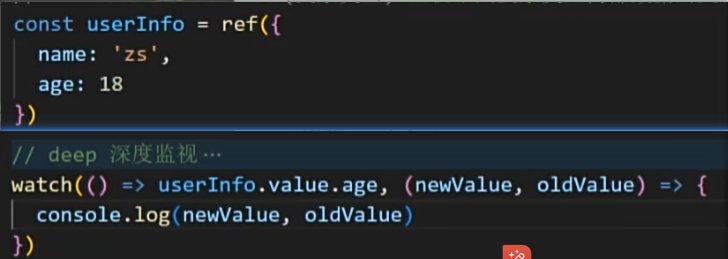 const userInfo = ref({
name: 'zs',
age: 18
})
// deep 深度监视…
watch(() => userInfo.value.age, (newValue, oldValue) => {
console.log(newValue, oldValue)
})